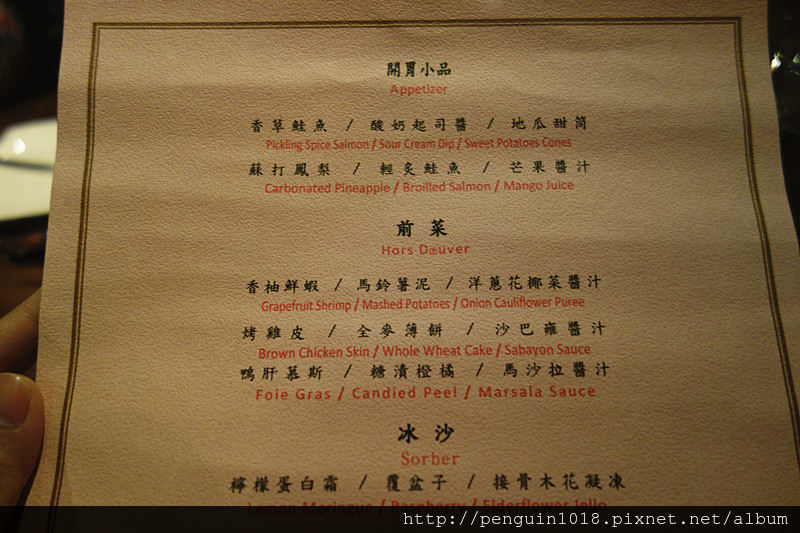 開胃小品
Appetizer
香草鮭魚 / 酸奶起司醬 / 地瓜甜筒
Pickling Spice Salmon / Sour Cream Dip / Sweet Potatoes Cones
蘇打鳳梨 / 輕炙鮭魚 / 芒果醬汁
Carbonated Pineapple / Broilled Salmon / Mango Juice
前菜
Hors Dœuver
香柚鮮蝦 / 馬鈴薯泥 / 洋蔥花椰菜醬汁
Grapefruit Shrimp / Mashed Potatoes / Onion Cauliflower Puree
烤雞皮 / 全麥薄餅 / 沙巴雍醬汁
Brown Chicken Skin / Whole Wheat Cake / Sabayon Sauce
鴨肝慕斯 / 糖漬橙橘 / 馬沙拉醬汁
Foie Gras / Candied Peel / Marsala Sauce
冰沙
Sorber
檸檬蛋白霜 / 覆盆子 / 接骨木花凝凍
Lemon Meringue / Raspberry / Elderflower Jello
http://penguin1018.pixnet.net/album